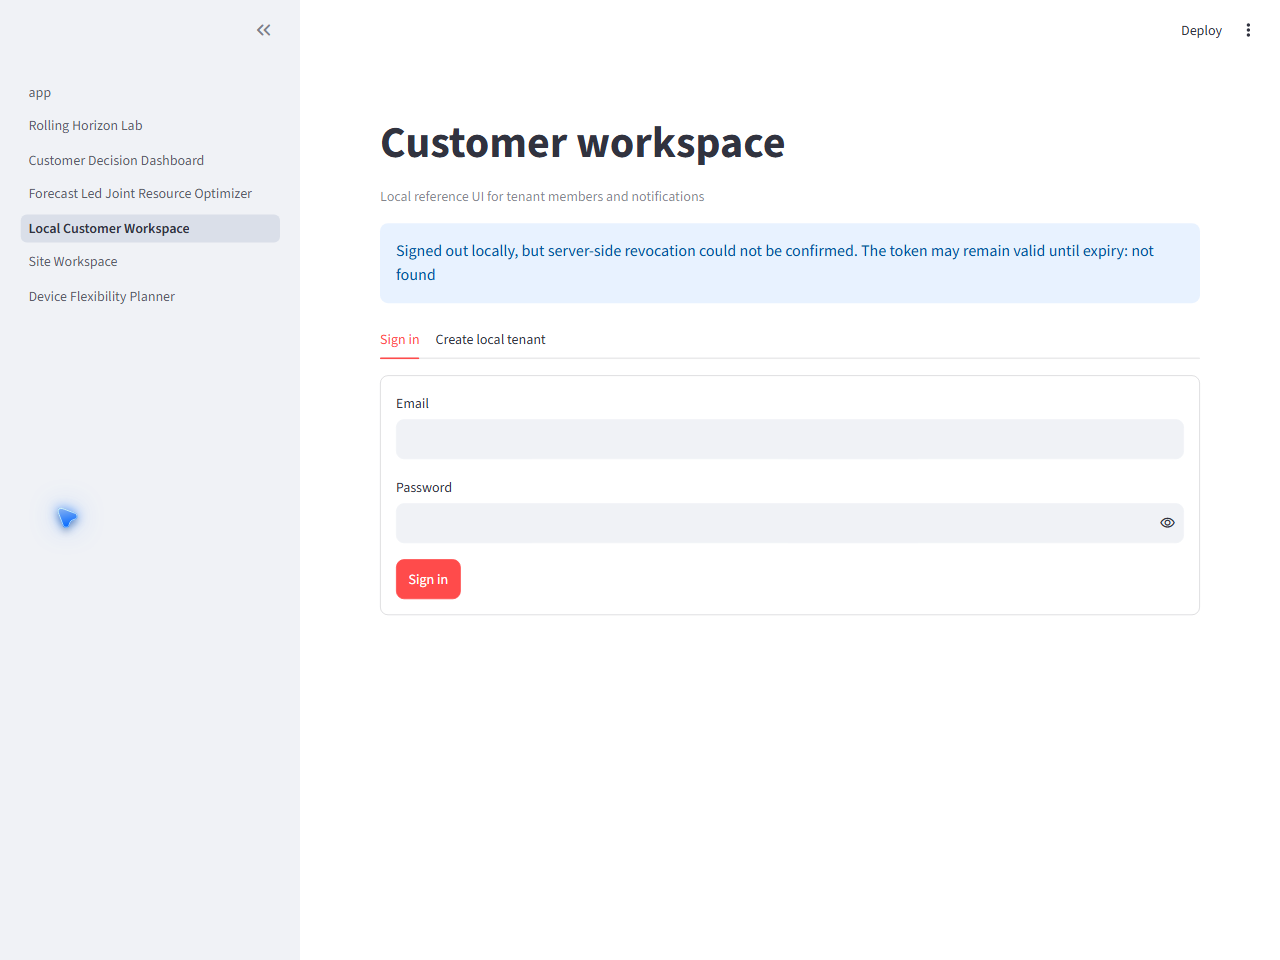 Deploy
app
Rolling Horizon Lab
Customer Decision Dashboard
Forecast Led Joint Resource Optimizer
Local Customer Workspace
Site Workspace
Device Flexibility Planner
Customer workspace
Local reference UI for tenant members and notifications
Signed out locally, but server-side revocation could not be confirmed. The token may remain valid until expiry: not
found
Sign in
Create local tenant
Email
Password
Sign in